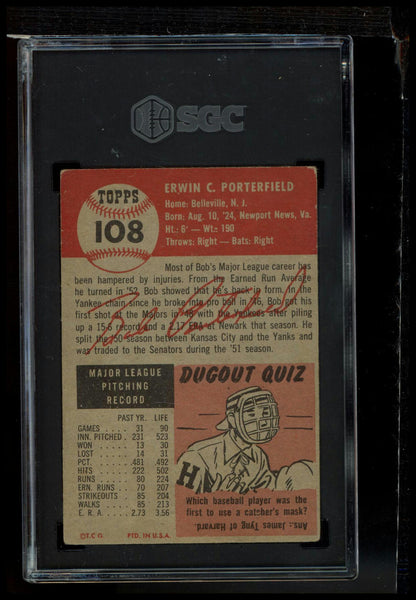 SGC
TOPPS
108
ERWIN C. PORTERFIELD
Home: Belleville, N. J.
Born: Aug. 10, '24, Newport News, Va.
Ht.: 6' — Wt.: 190
Throws: Right — Bats: Right
Most of Bob's Major League career has
been hampered by injuries. From the Earned Run Average
he turned in '52, Bob showed that he's back in form. In the
Yankee chain since he broke into pro ball in '46, Bob got his
first shot at the Majors in '48 with the Yankees after piling
up a 15-6 record and a 2.17 ERA at Newark that season. He
split the '50 season between Kansas City and the Yanks and
was traded to the Senators during the '51 season.
Bob Porterfield
MAJOR LEAGUE
PITCHING
RECORD
PAST YR. LIFE
GAMES 31 90
INN. PITCHED 231 523
WON 13 30
LOST 14 31
PCT. .481 .492
HITS 222 502
RUNS 80 224
ERN. RUNS 70 207
STRIKEOUTS 85 204
WALKS 85 213
E. R. A. 2.73 3.56
©T.C.G. PTD. IN U.S.A.
DUGOUT QUIZ
H
Which baseball player was the
first to use a catcher's mask?
Ans.: James Tyng of Harvard.